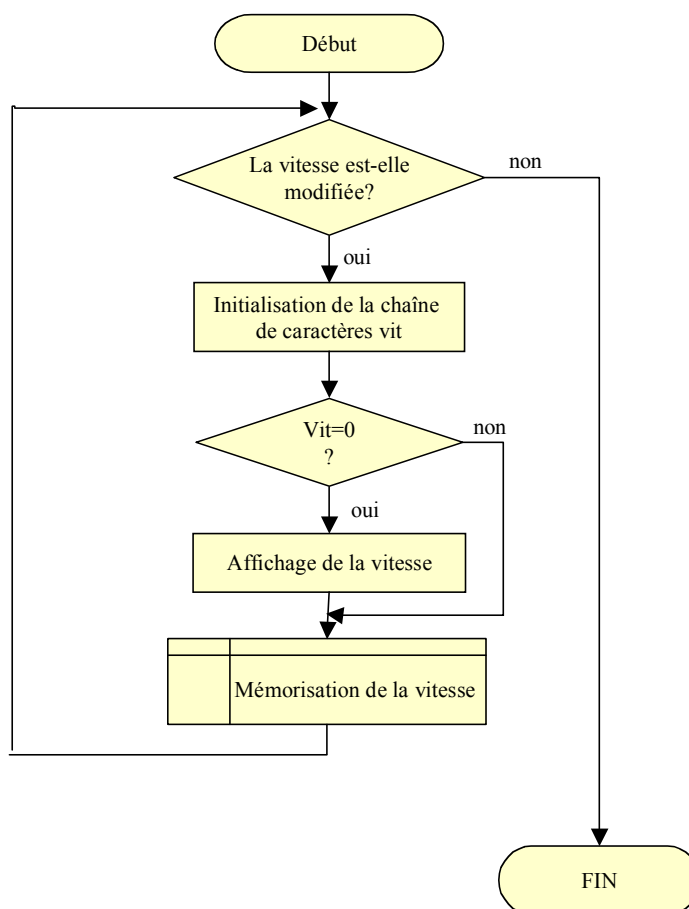 Début
La vitesse est-elle
modifiée?
non
oui
Initialisation de la chaîne
de caractères vit
Vit=0
?
non
oui
Affichage de la vitesse
Mémorisation de la vitesse
FIN